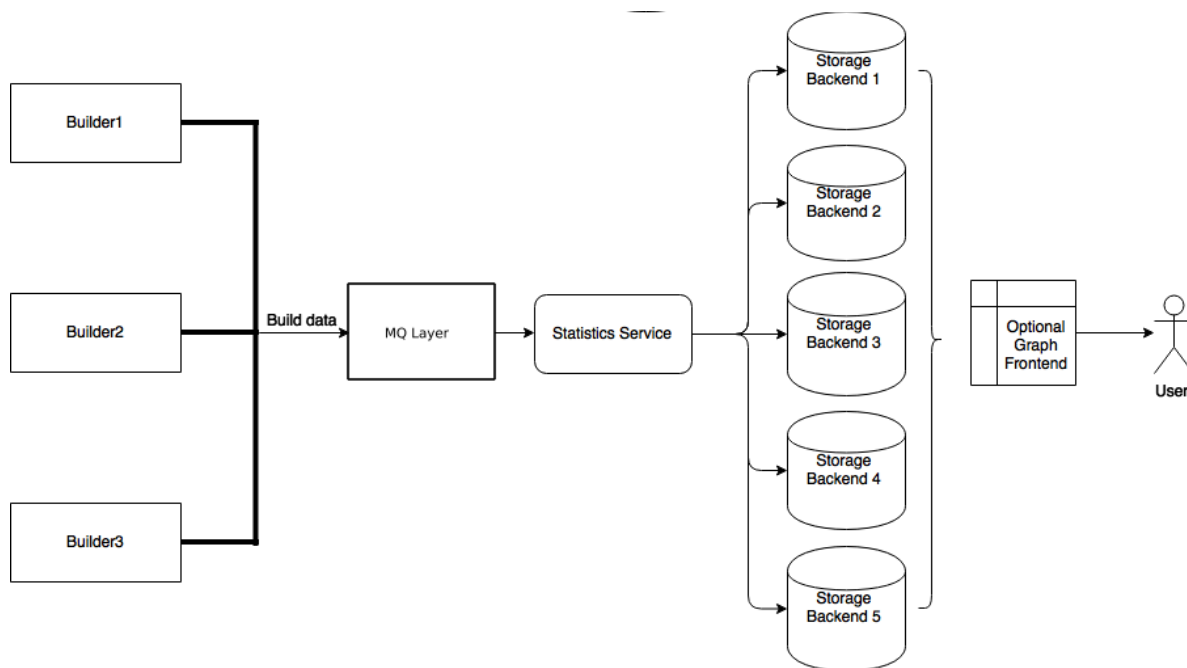 Builder1
Builder2
Builder3
Build data
MQ Layer
Statistics Service
Storage
Backend 1
Storage
Backend 2
Storage
Backend 3
Storage
Backend 4
Storage
Backend 5
Optional
Graph
Frontend
User